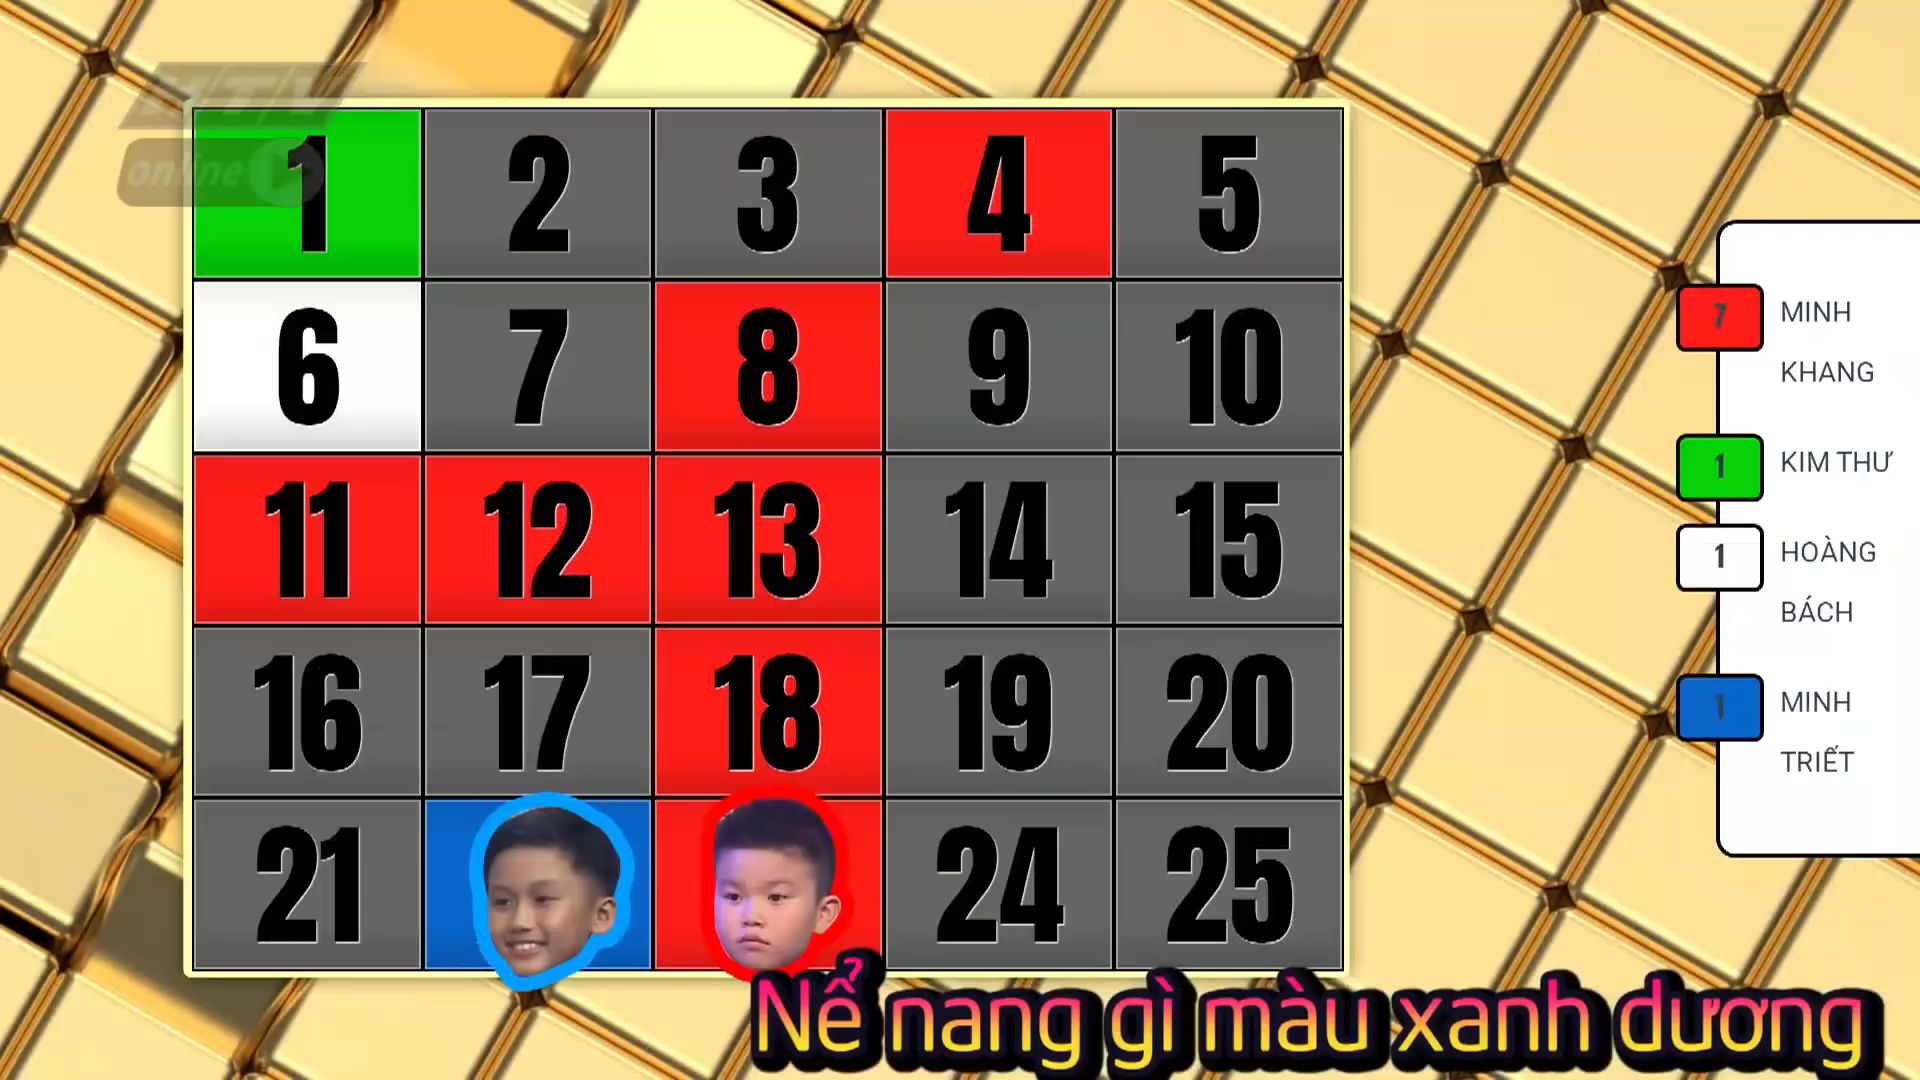 HTV
online
1 2 3 4 5
6 7 8 9 10
11 12 13 14 15
16 17 18 19 20
21 24 25
7 MINH
KHANG
1 KIM THƯ
1 HOÀNG
BÁCH
1 MINH
TRIẾT
Nể nang gì màu xanh dương